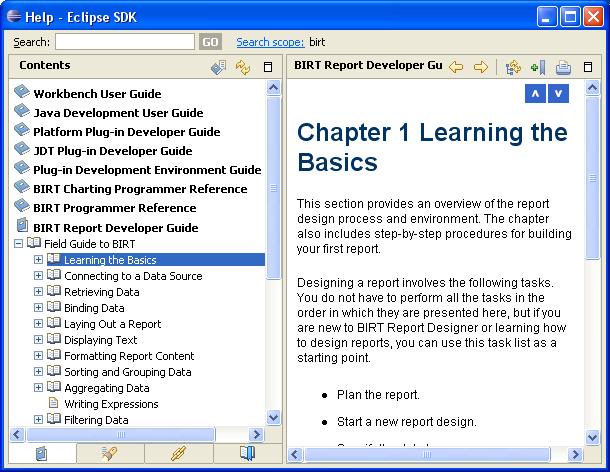 Help - Eclipse SDK
Search: GO Search scope: birt
Contents
Workbench User Guide
Java Development User Guide
Platform Plug-in Developer Guide
JDT Plug-in Developer Guide
Plug-in Development Environment Guide
BIRT Charting Programmer Reference
BIRT Programmer Reference
BIRT Report Developer Guide
Field Guide to BIRT
Learning the Basics
Connecting to a Data Source
Retrieving Data
Binding Data
Laying Out a Report
Displaying Text
Formatting Report Content
Sorting and Grouping Data
Aggregating Data
Writing Expressions
Filtering Data
BIRT Report Developer Gu
Chapter 1 Learning the
Basics
This section provides an overview of the report
design process and environment. The chapter
also includes step-by-step procedures for building
your first report.
Designing a report involves the following tasks.
You do not have to perform all the tasks in the
order in which they are presented here, but if you
are new to BIRT Report Designer or learning how
to design reports, you can use this task list as a
starting point.
• Plan the report.
• Start a new report design.